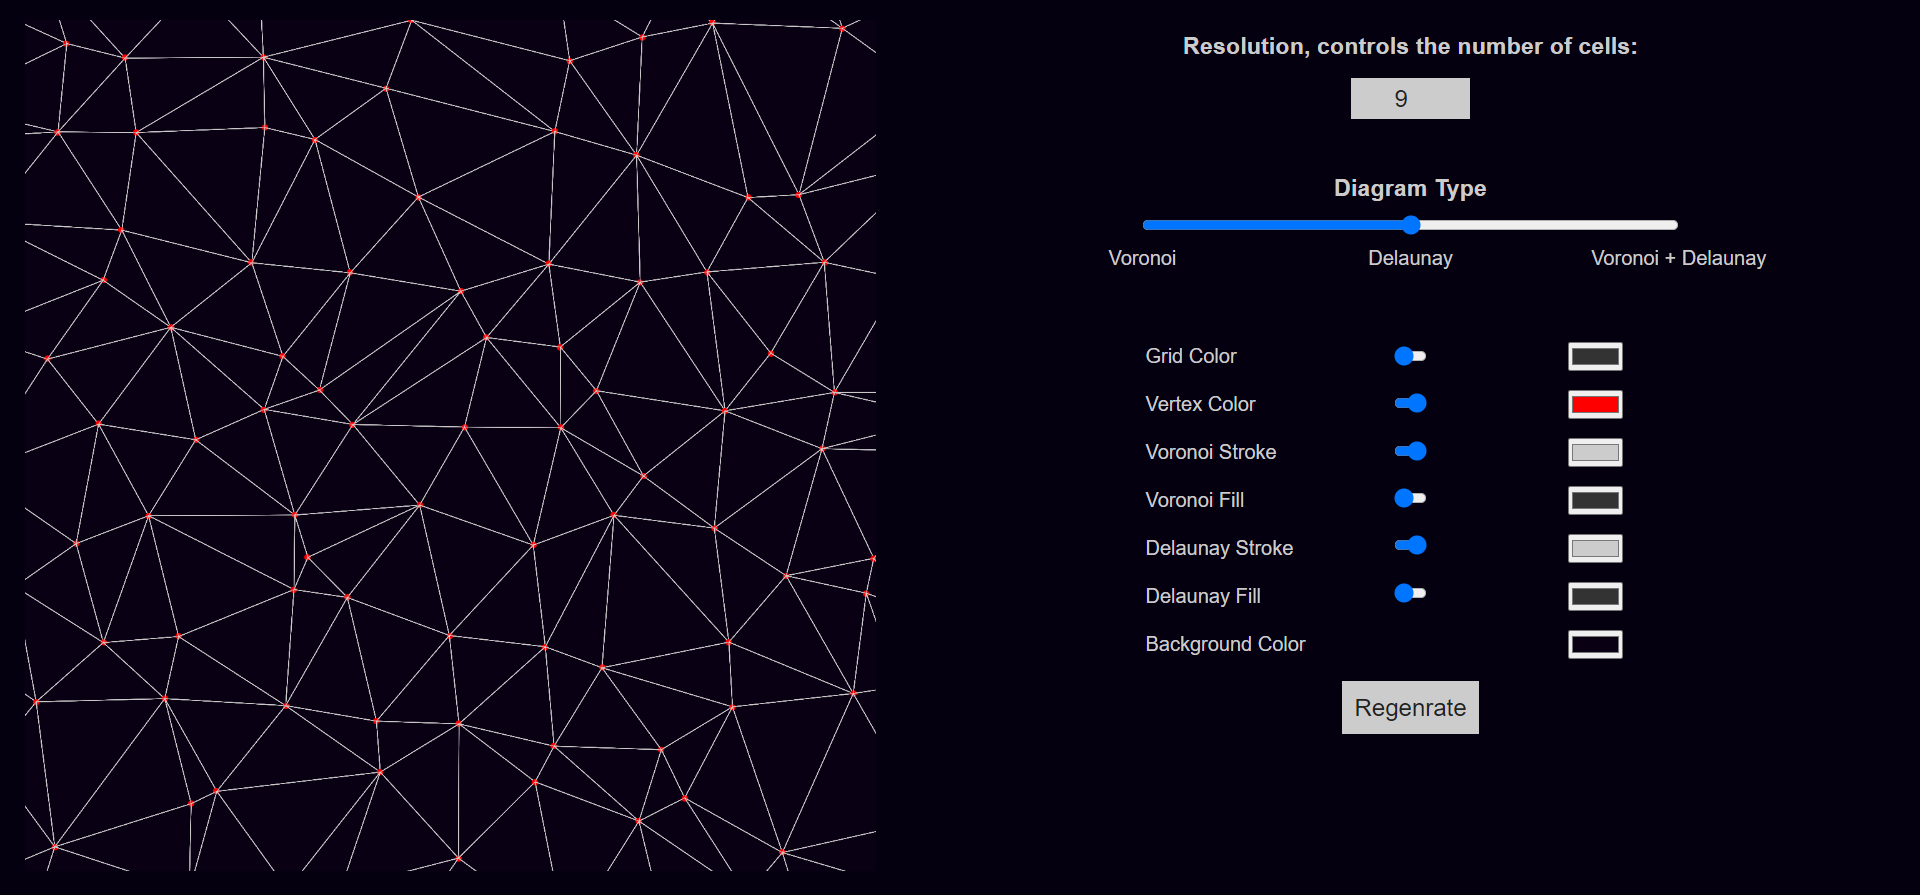 Resolution, controls the number of cells:
9
Diagram Type
Voronoi Delaunay Voronoi + Delaunay
Grid Color
Vertex Color
Voronoi Stroke
Voronoi Fill
Delaunay Stroke
Delaunay Fill
Background Color
Regenrate